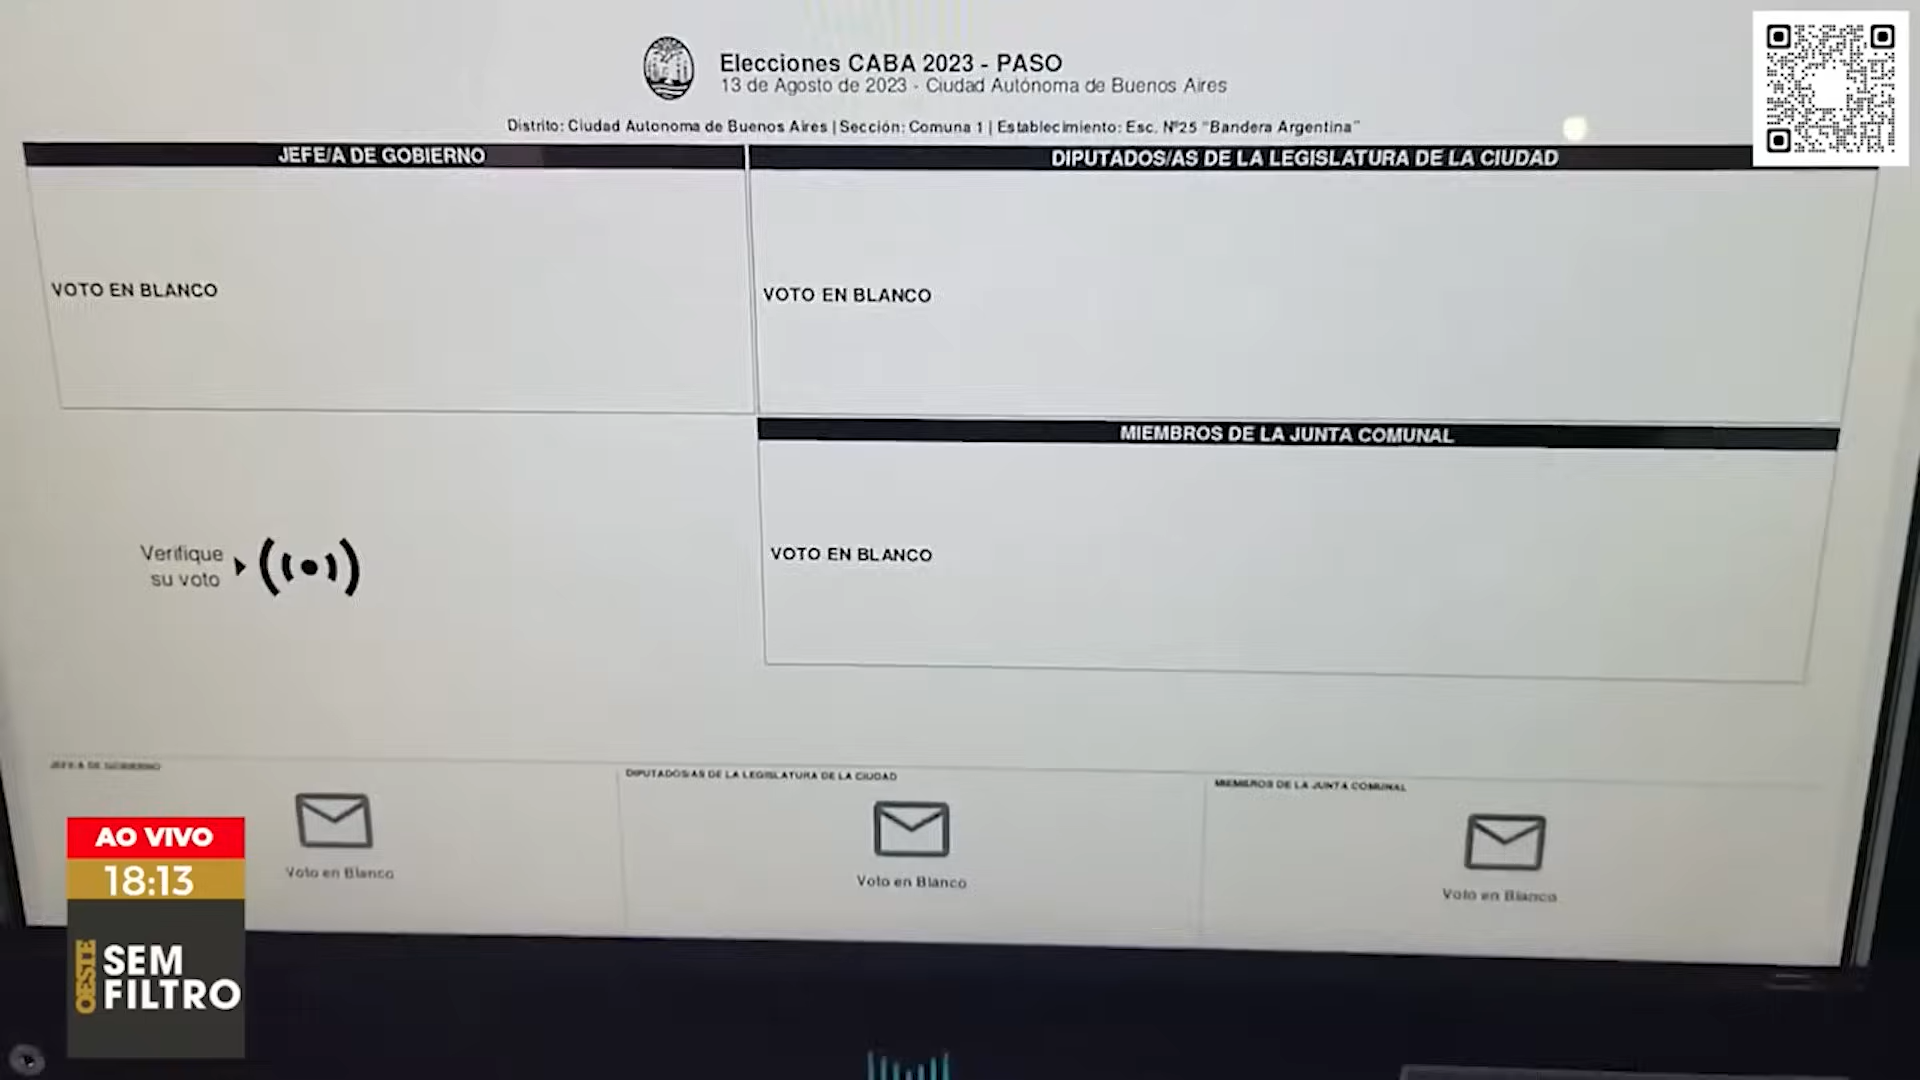 Elecciones CABA 2023 - PASO
13 de Agosto de 2023 - Ciudad Autónoma de Buenos Aires
Distrito: Ciudad Autonoma de Buenos Aires | Sección: Comuna 1 | Establecimiento: Esc. Nº25 "Bandera Argentina"
JEFE/A DE GOBIERNO
DIPUTADOS/AS DE LA LEGISLATURA DE LA CIUDAD
VOTO EN BLANCO
VOTO EN BLANCO
MIEMBROS DE LA JUNTA COMUNAL
VOTO EN BLANCO
Verifique
su voto
JEFE/A DE GOBIERNO
DIPUTADOS/AS DE LA LEGISLATURA DE LA CIUDAD
MIEMBROS DE LA JUNTA COMUNAL
Voto en Blanco
Voto en Blanco
Voto en Blanco
AO VIVO
18:13
OESTE
SEM
FILTRO